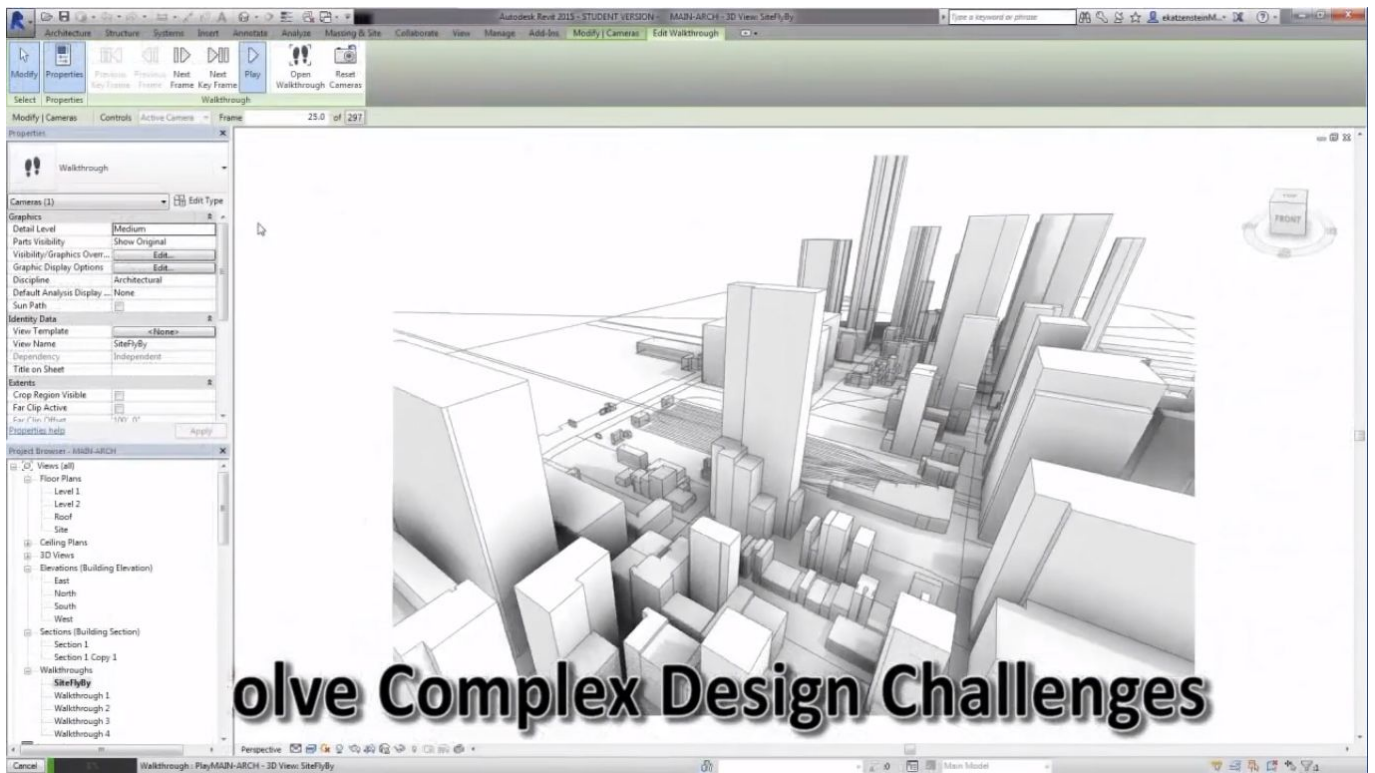 Autodesk Revit 2015 - STUDENT VERSION - MAIN-ARCH - 3D View: SiteFlyBy
Type a keyword or phrase
ekatzensteinM...
Architecture Structure Systems Insert Annotate Analyze Massing & Site Collaborate View Manage Add-Ins Modify | Cameras Edit Walkthrough
Modify Properties Previous Key Frame Previous Frame Next Frame Next Key Frame Play Open Walkthrough Reset Cameras
Select Properties Walkthrough
Modify | Cameras Controls Active Camera Frame 25.0 of 297
Properties
Walkthrough
Cameras (1) Edit Type
Graphics
Detail Level Medium
Parts Visibility Show Original
Visibility/Graphics Overr... Edit...
Graphic Display Options Edit...
Discipline Architectural
Default Analysis Display ... None
Sun Path
Identity Data
View Template <None>
View Name SiteFlyBy
Dependency Independent
Title on Sheet
Extents
Crop Region Visible
Far Clip Active
Far Clip Offset 100' 0"
Properties help Apply
Project Browser - MAIN-ARCH
Views (all)
Floor Plans
Level 1
Level 2
Roof
Site
Ceiling Plans
3D Views
Elevations (Building Elevation)
East
North
South
West
Sections (Building Section)
Section 1
Section 1 Copy 1
Walkthroughs
SiteFlyBy
Walkthrough 1
Walkthrough 2
Walkthrough 3
Walkthrough 4
FRONT
olve Complex Design Challenges
Perspective
Cancel 8% Walkthrough : PlayMAIN-ARCH - 3D View: SiteFlyBy :0 Main Model